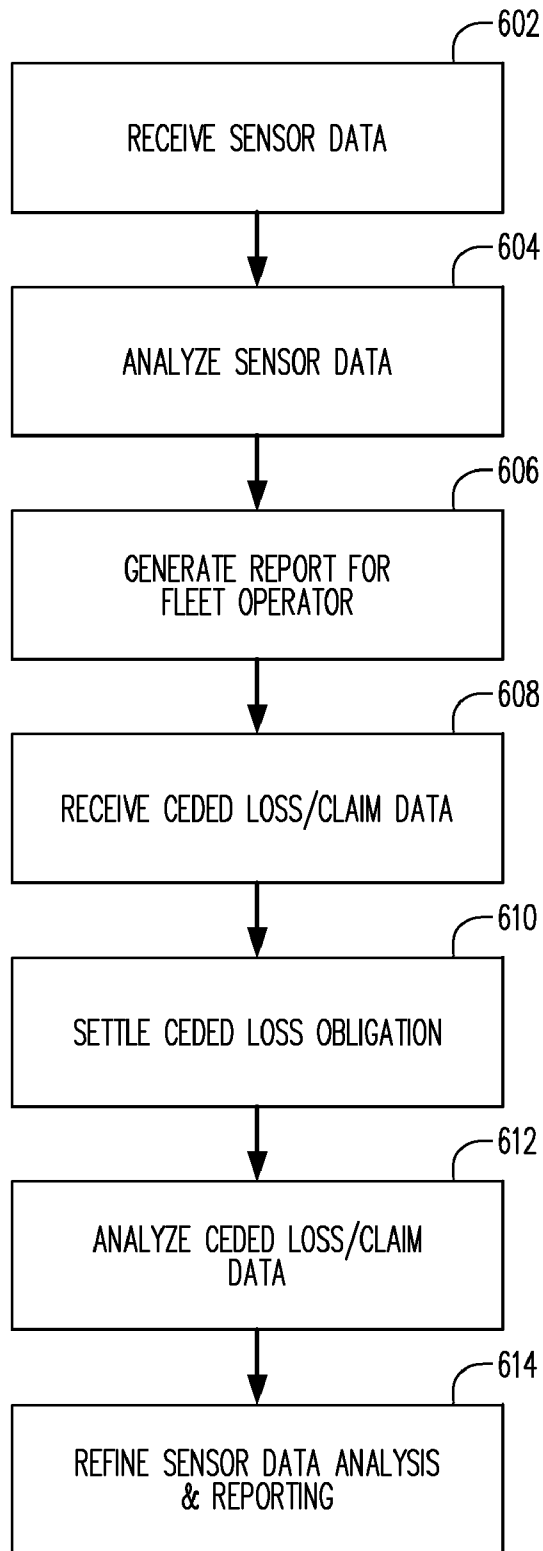 602
RECEIVE SENSOR DATA
604
ANALYZE SENSOR DATA
606
GENERATE REPORT FOR
FLEET OPERATOR
608
RECEIVE CEDED LOSS/CLAIM DATA
610
SETTLE CEDED LOSS OBLIGATION
612
ANALYZE CEDED LOSS/CLAIM
DATA
614
REFINE SENSOR DATA ANALYSIS
& REPORTING